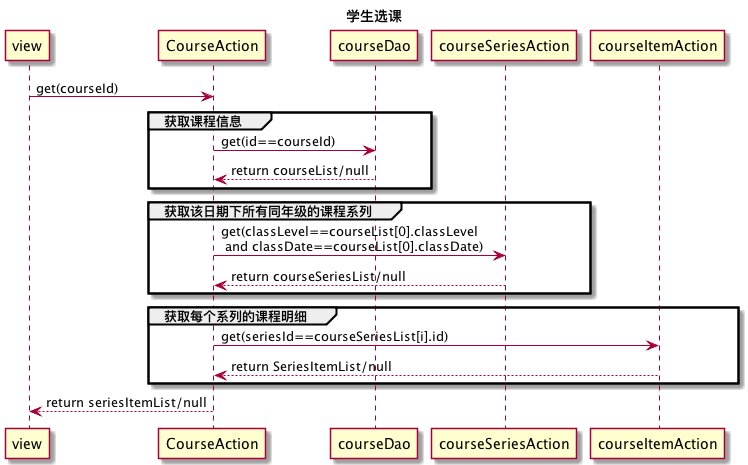 学生选课
view
CourseAction
courseDao
courseSeriesAction
courseItemAction
get(courseId)
获取课程信息
get(id==courseId)
return courseList/null
获取该日期下所有同年级的课程系列
get(classLevel==courseList[0].classLevel
and classDate==courseList[0].classDate)
return courseSeriesList/null
获取每个系列的课程明细
get(seriesId==courseSeriesList[i].id)
return SeriesItemList/null
return seriesItemList/null
view
CourseAction
courseDao
courseSeriesAction
courseItemAction